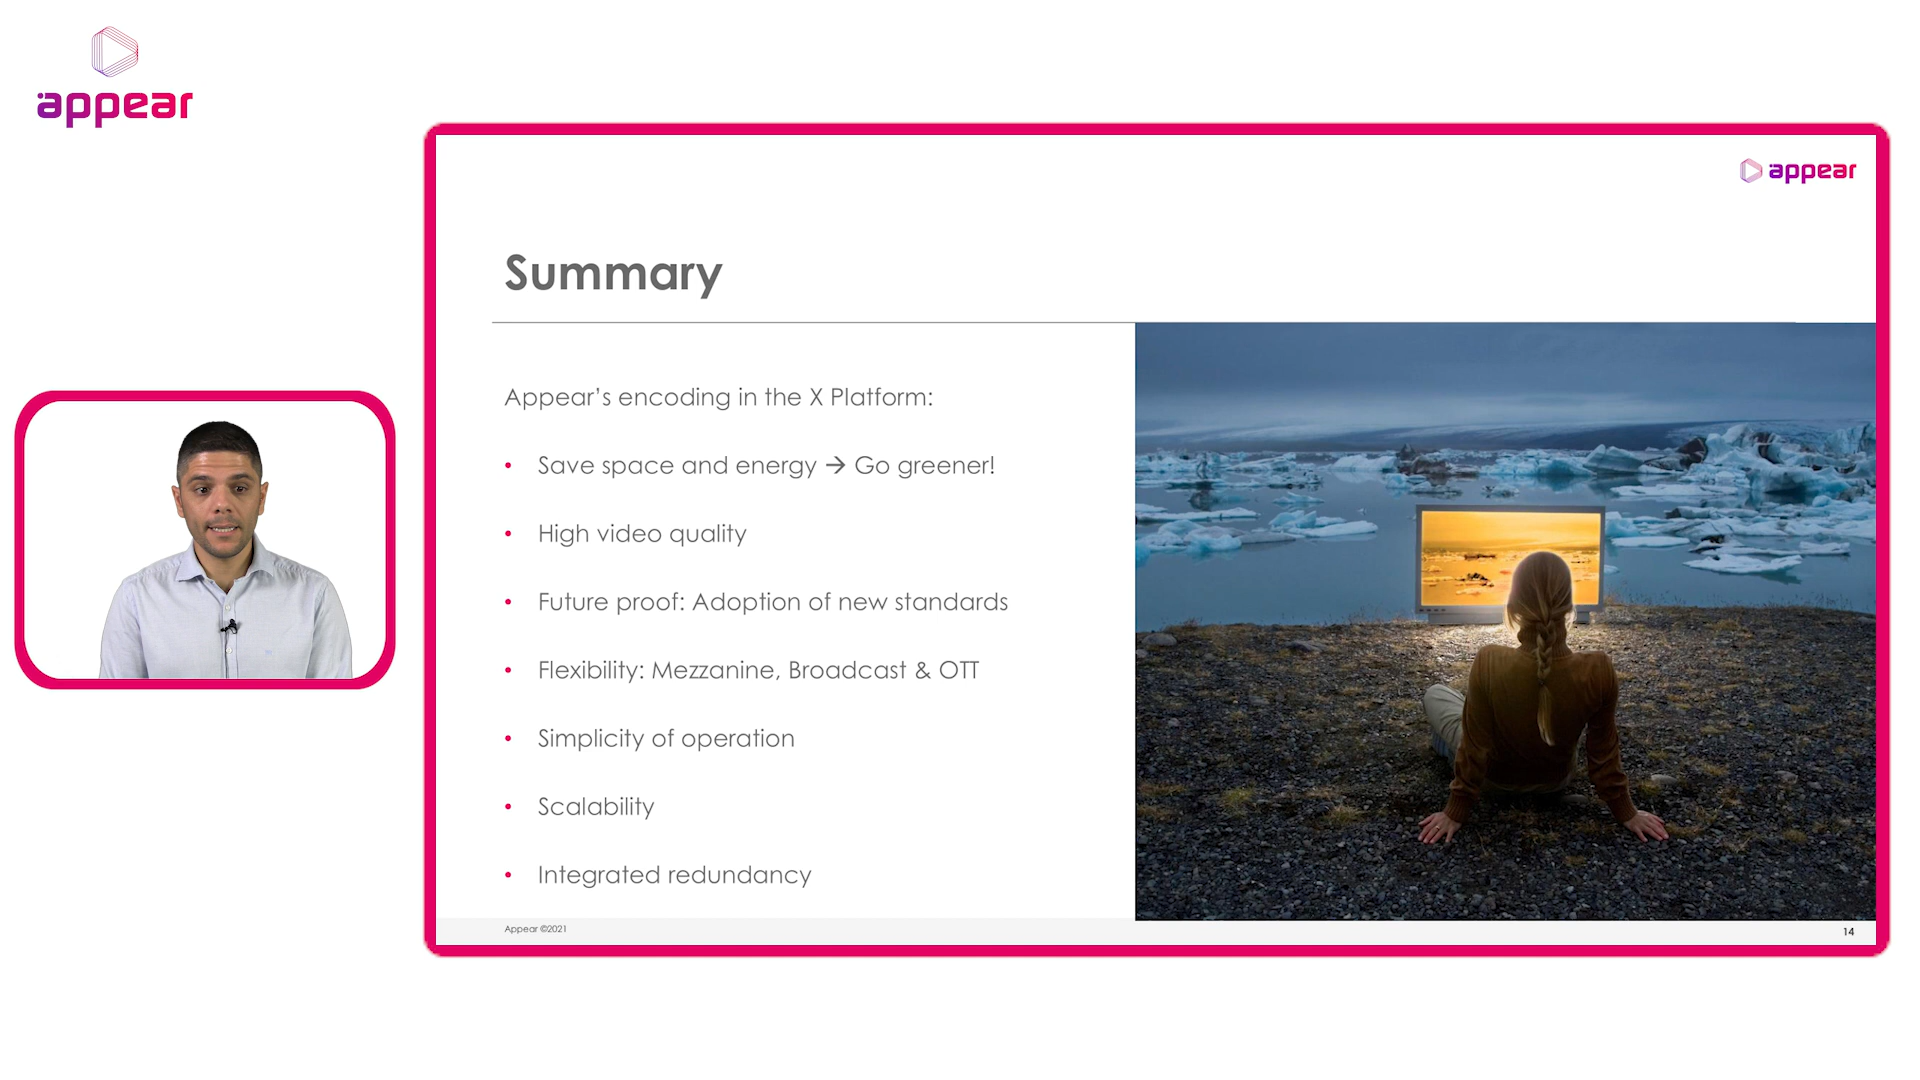 appear
appear
Summary
Appear’s encoding in the X Platform:
• Save space and energy → Go greener!
• High video quality
• Future proof: Adoption of new standards
• Flexibility: Mezzanine, Broadcast & OTT
• Simplicity of operation
• Scalability
• Integrated redundancy
Appear ©2021
14